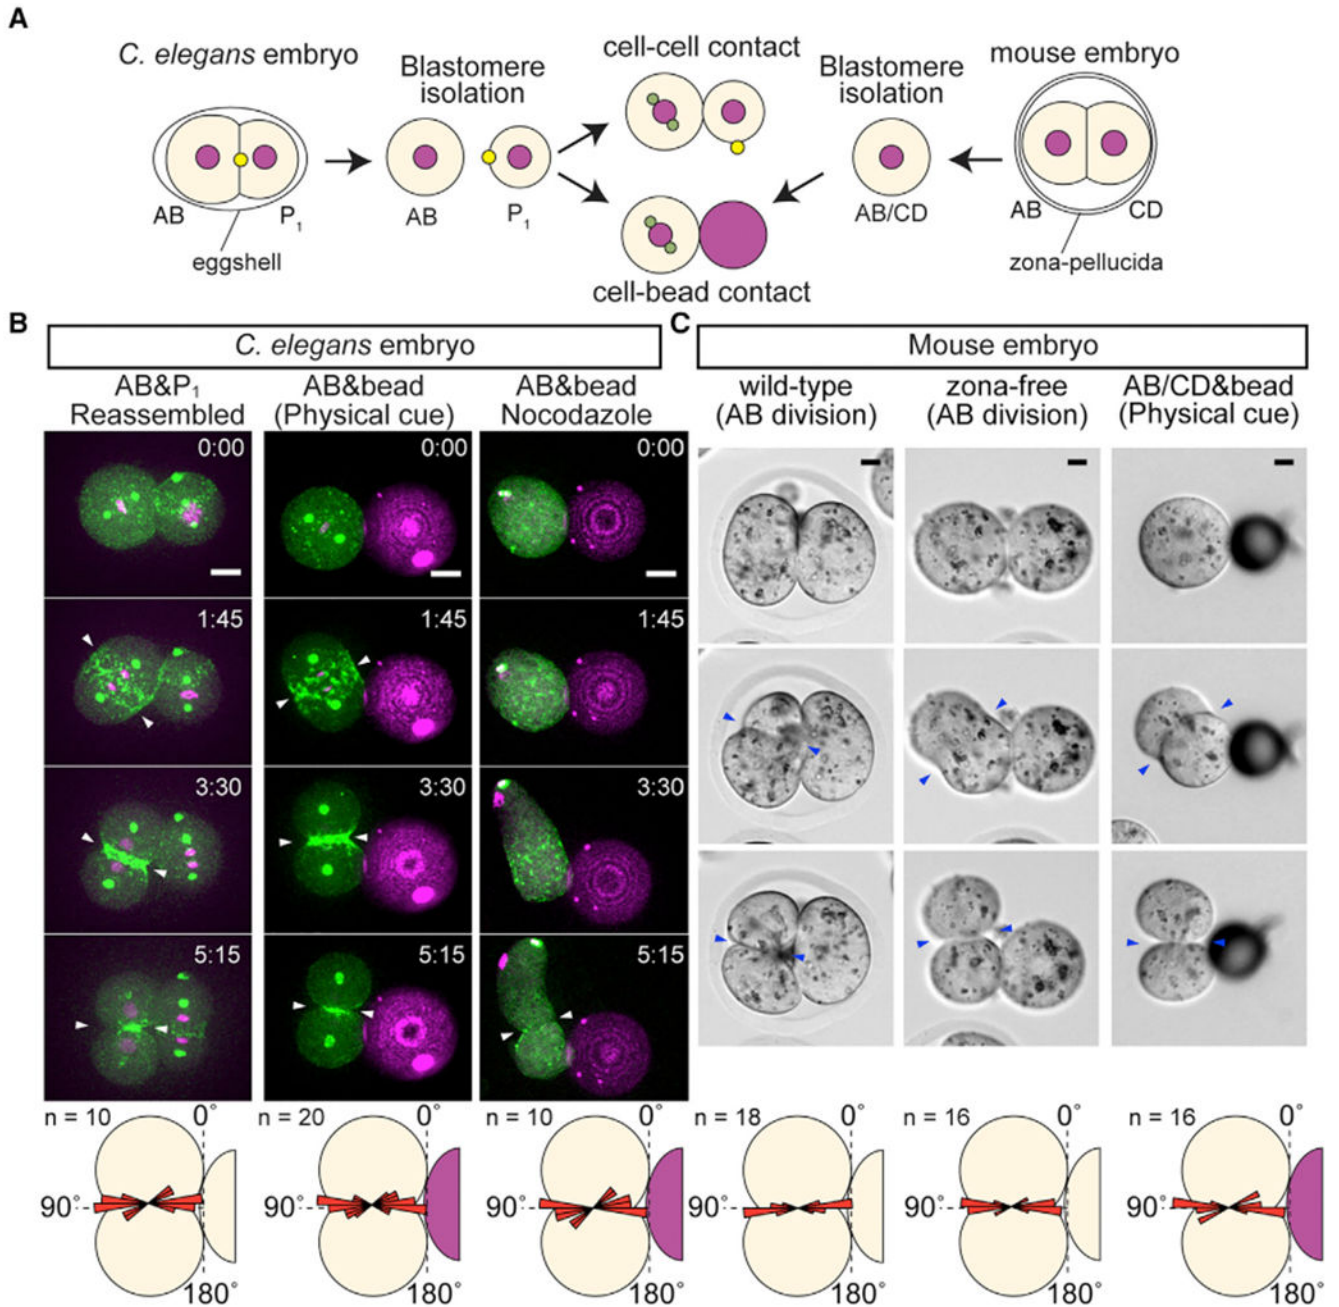 A
C. elegans embryo
Blastomere
isolation
cell-cell contact
Blastomere
isolation
mouse embryo
AB
P1
eggshell
AB
P1
cell-bead contact
AB/CD
AB
CD
zona-pellucida
B
C. elegans embryo
AB&P1
Reassembled
AB&bead
(Physical cue)
AB&bead
Nocodazole
0:00
0:00
0:00
1:45
1:45
1:45
3:30
3:30
3:30
5:15
5:15
5:15
n = 10
0°
90°
180°
n = 20
0°
90°
180°
n = 10
0°
90°
180°
C
Mouse embryo
wild-type
(AB division)
zona-free
(AB division)
AB/CD&bead
(Physical cue)
n = 18
0°
90°
180°
n = 16
0°
90°
180°
n = 16
0°
90°
180°